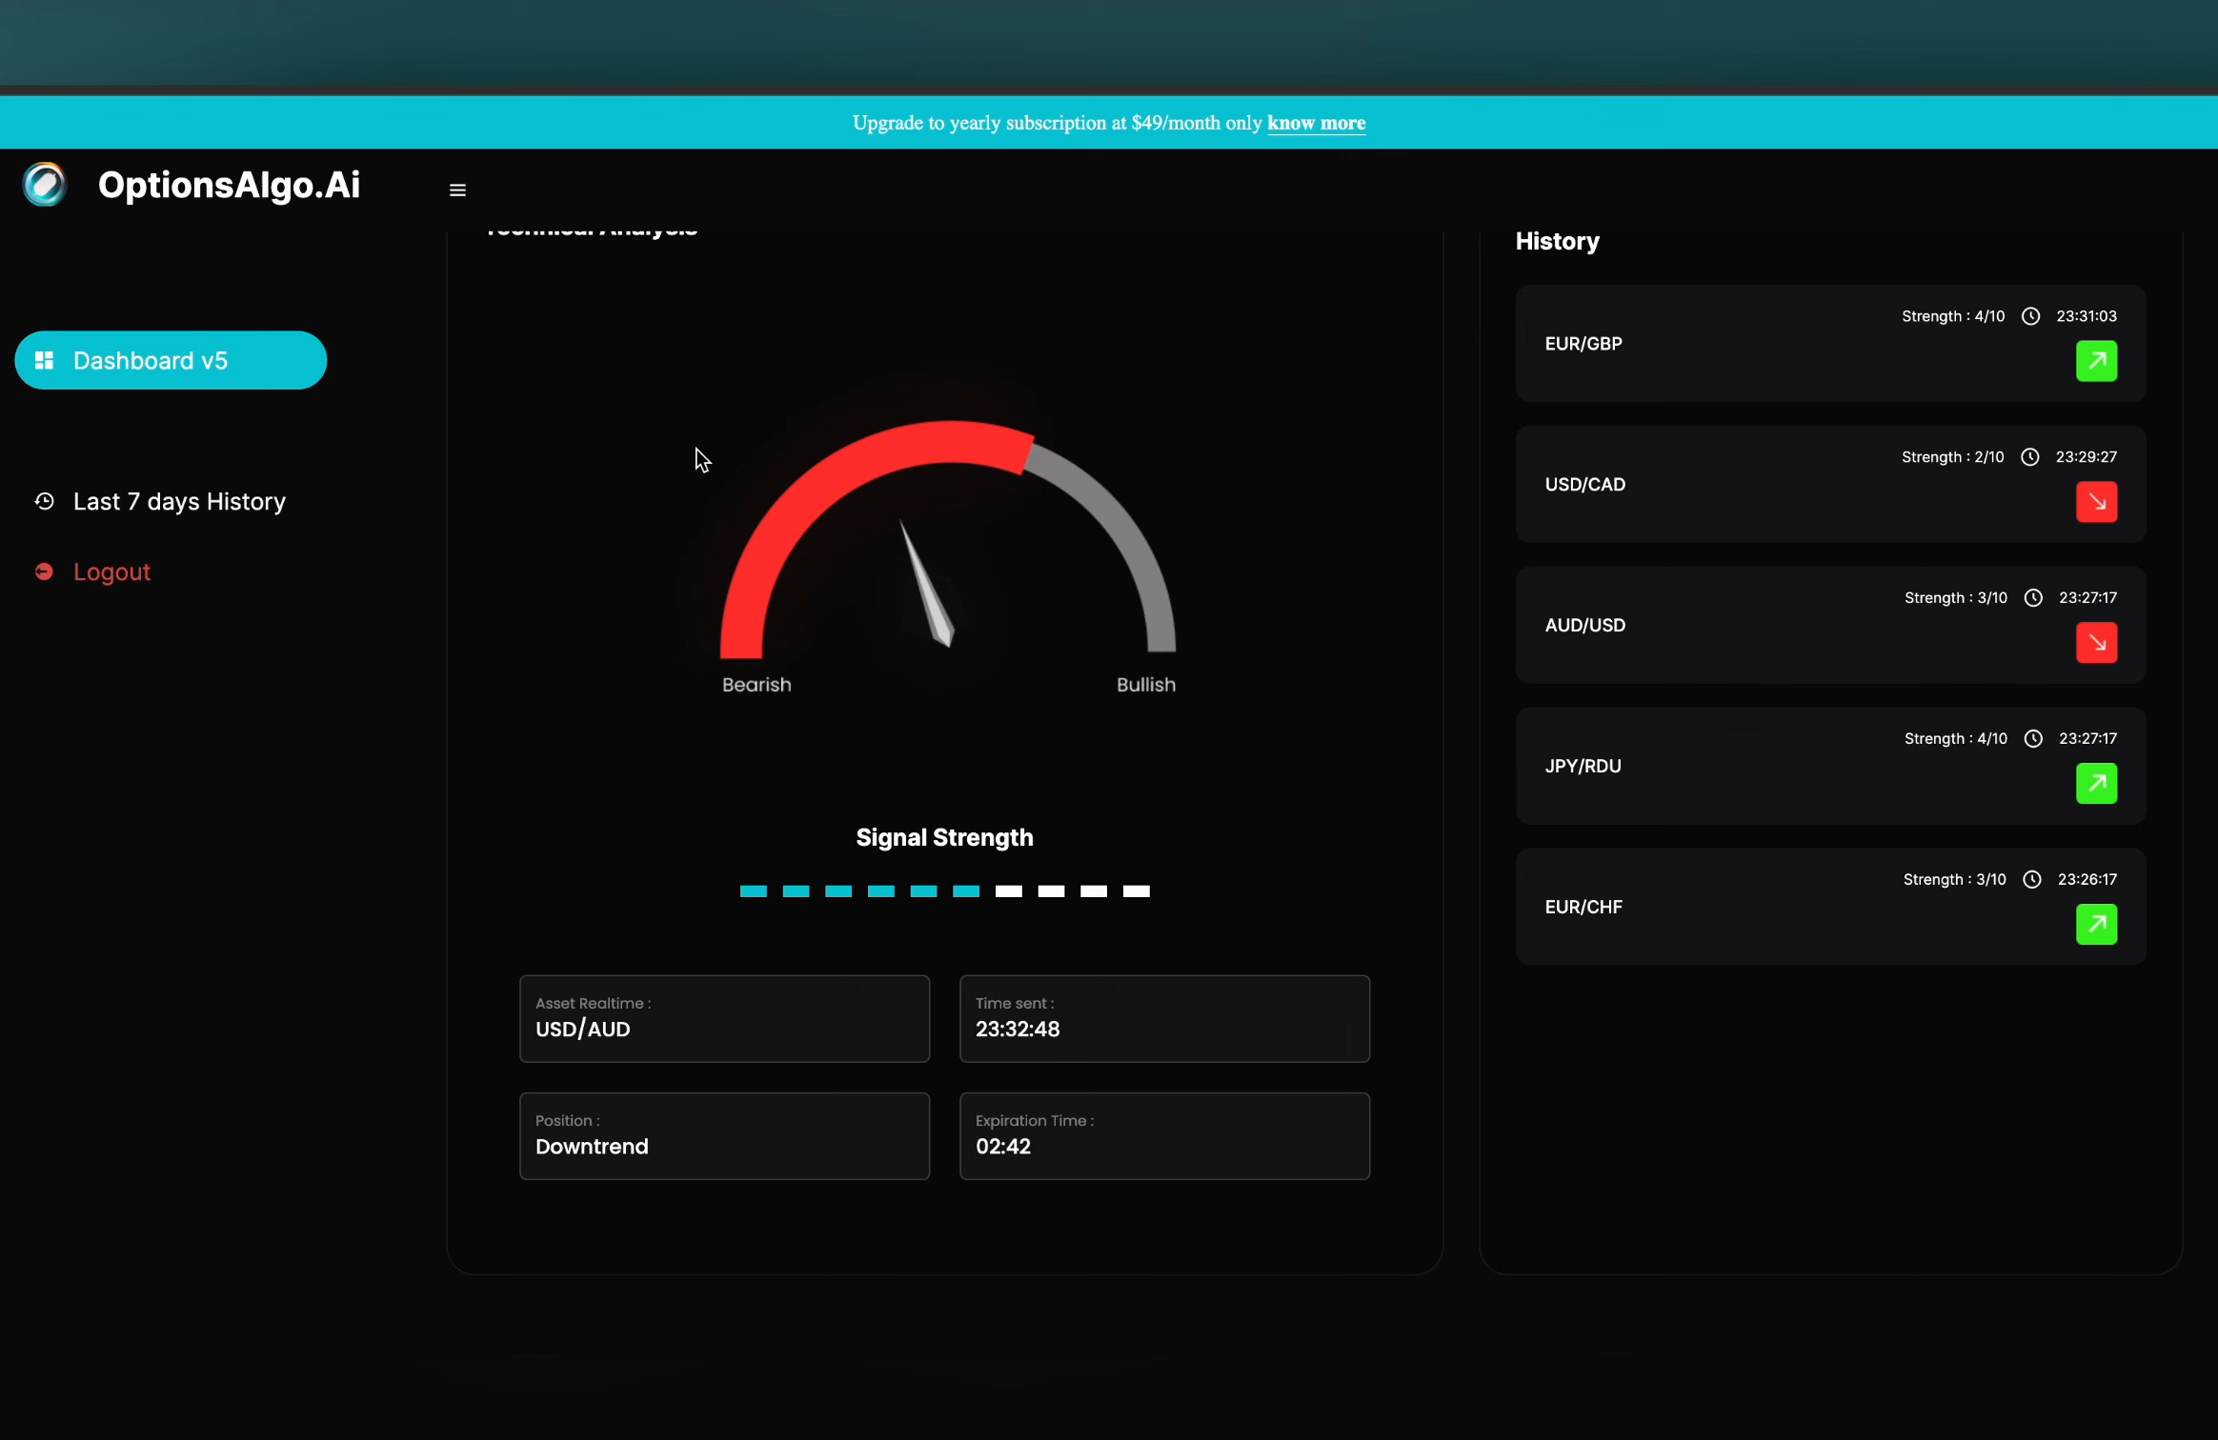 Upgrade to yearly subscription at $49/month only know more
OptionsAlgo.Ai
Dashboard v5
Last 7 days History
Logout
Technical Analysis
Bearish
Bullish
Signal Strength
Asset Realtime :
USD/AUD
Time sent :
23:32:48
Position :
Downtrend
Expiration Time :
02:42
History
Strength : 4/10 23:31:03
EUR/GBP
Strength : 2/10 23:29:27
USD/CAD
Strength : 3/10 23:27:17
AUD/USD
Strength : 4/10 23:27:17
JPY/RDU
Strength : 3/10 23:26:17
EUR/CHF